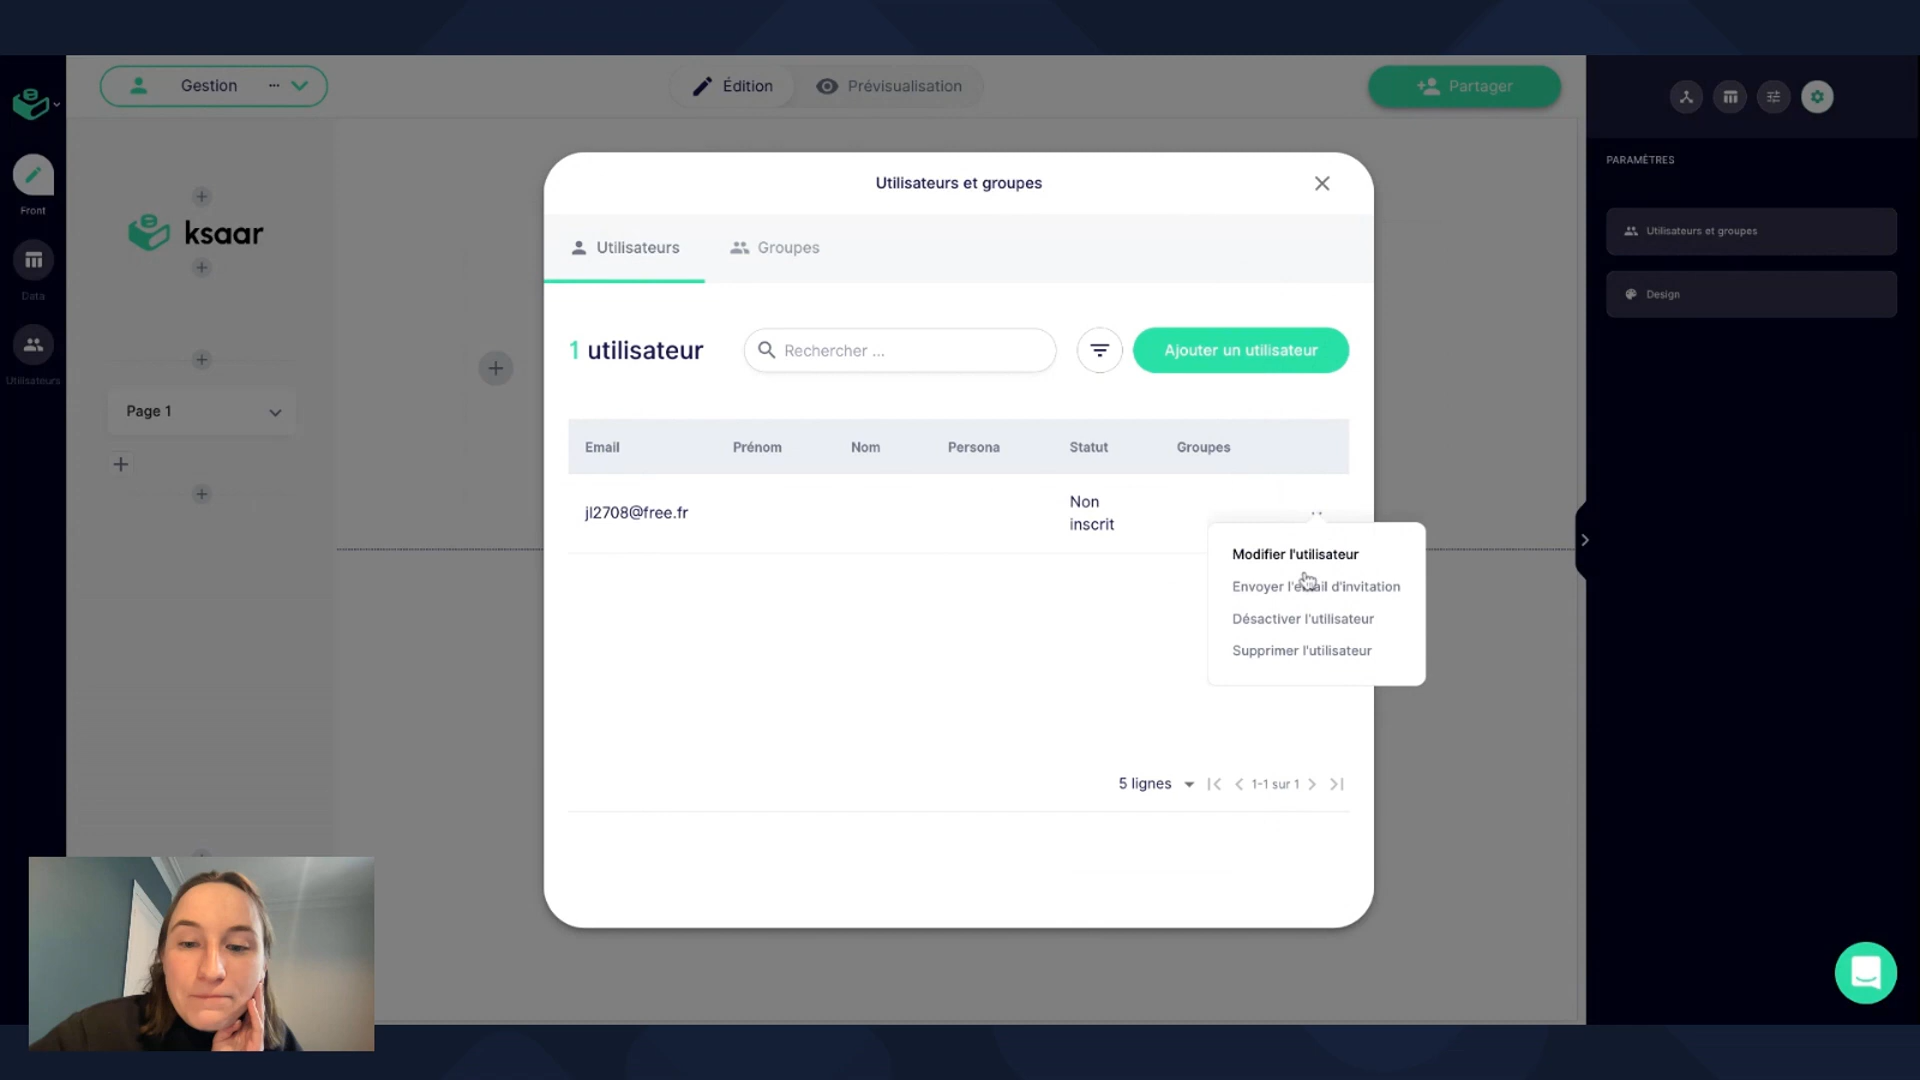 Gestion
...
Édition
Prévisualisation
Partager
PARAMÈTRES
Utilisateurs et groupes
Design
Front
Data
Utilisateurs
ksaar
Page 1
Utilisateurs et groupes
Utilisateurs
Groupes
1 utilisateur
Rechercher ...
Ajouter un utilisateur
Email Prénom Nom Persona Statut Groupes
jl2708@free.fr
Non
inscrit
Modifier l'utilisateur
Envoyer l'email d'invitation
Désactiver l'utilisateur
Supprimer l'utilisateur
5 lignes
1-1 sur 1